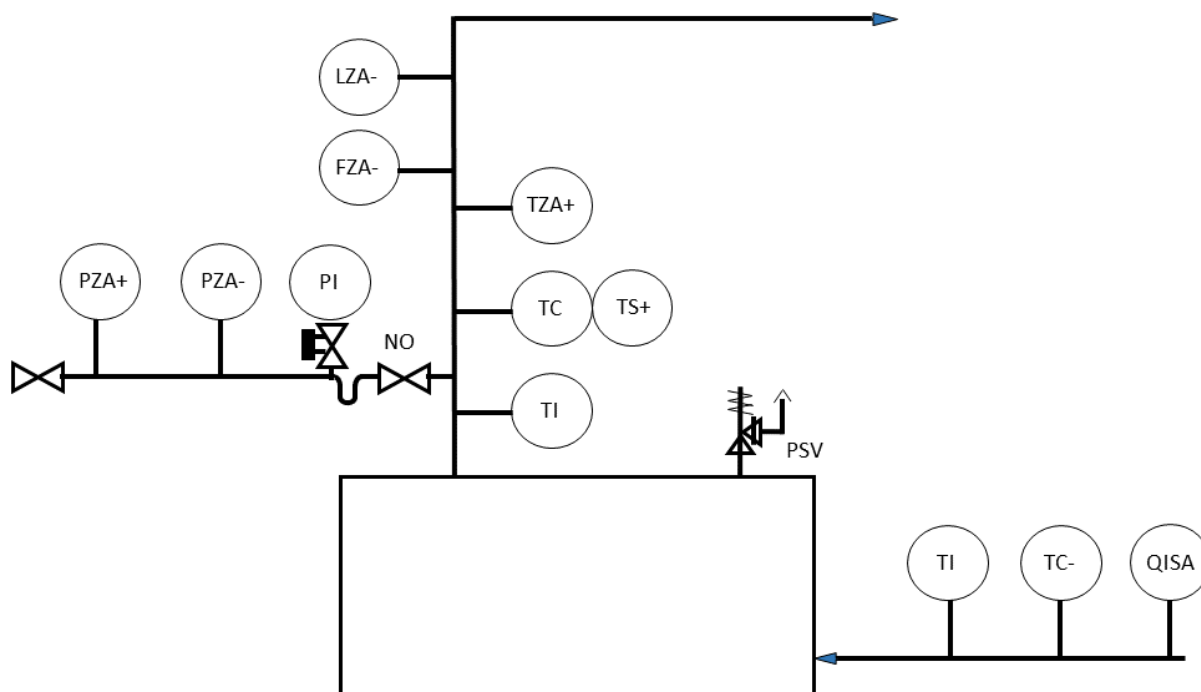 LZA-
FZA-
TZA+
PZA+
PZA-
PI
TC
TS+
NO
TI
PSV
TI
TC-
QISA